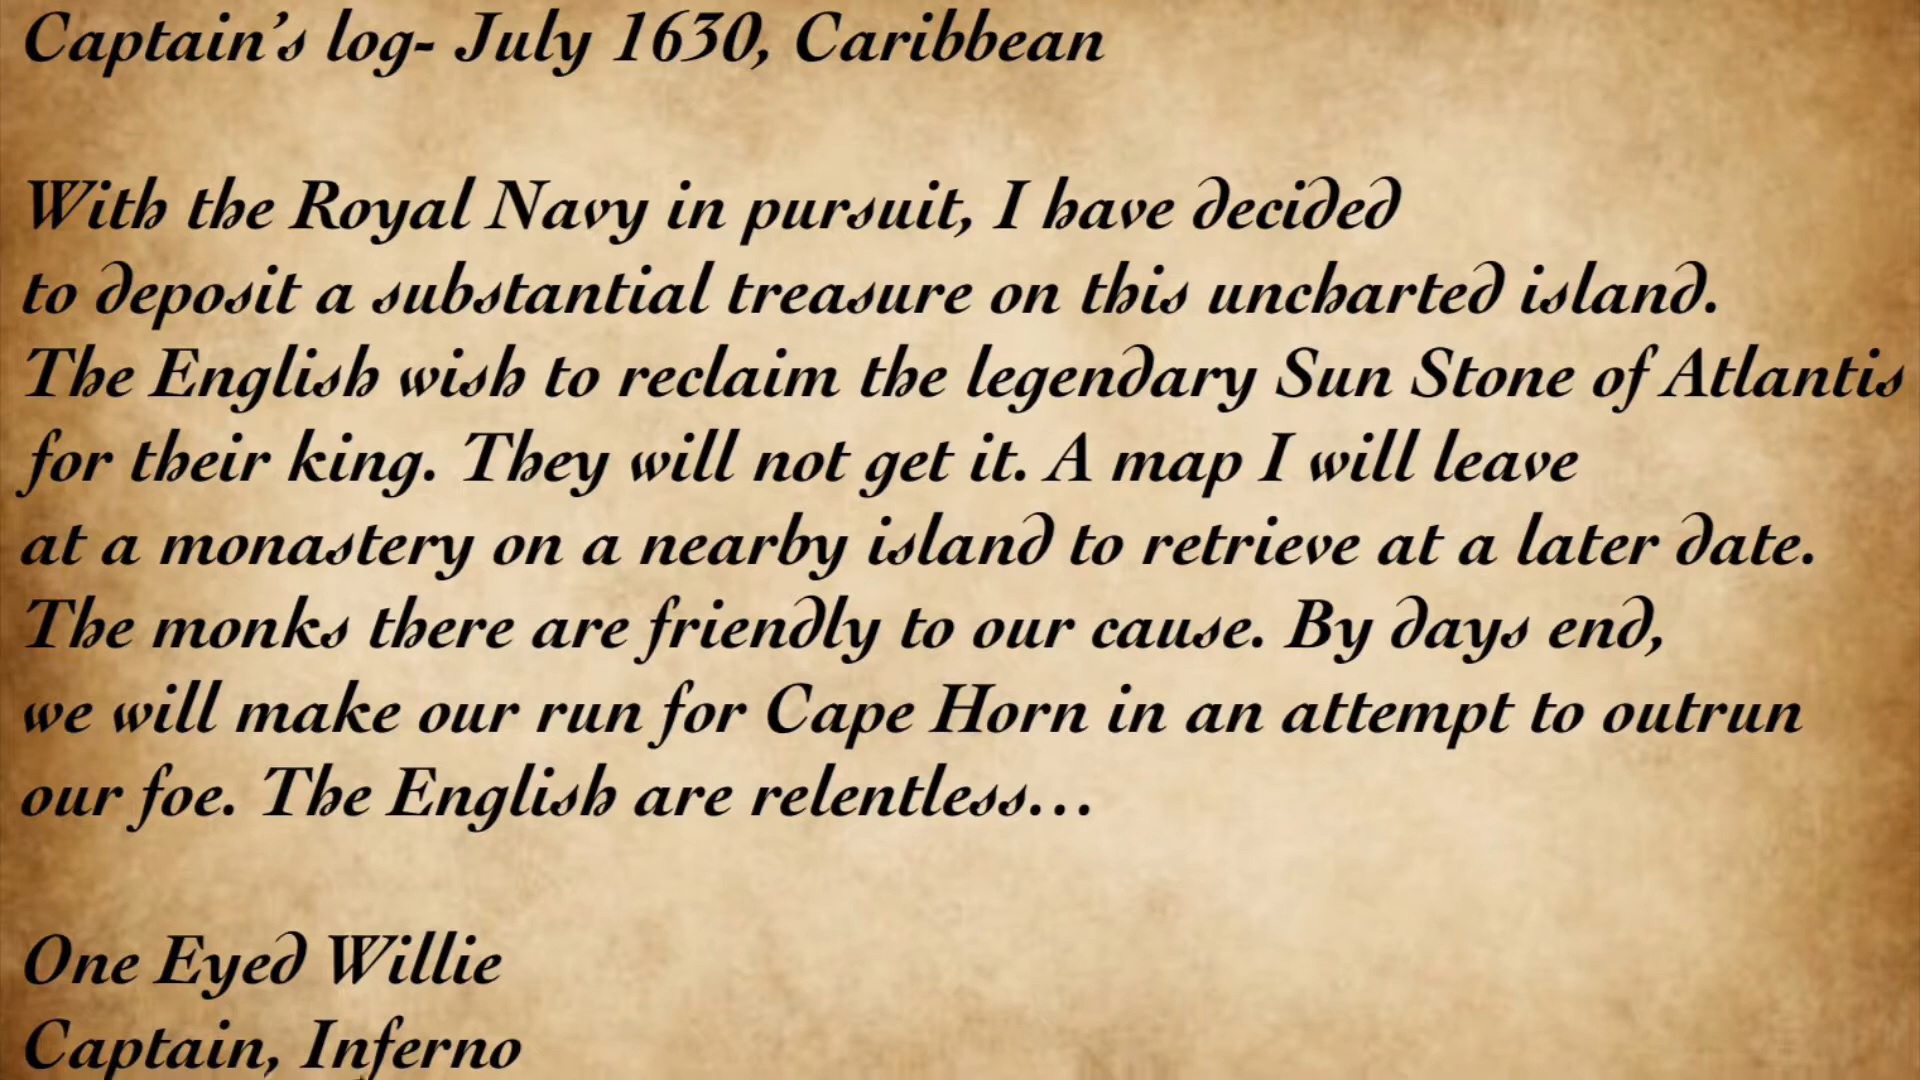 Captain's log- July 1630, Caribbean
With the Royal Navy in pursuit, I have decided
to deposit a substantial treasure on this uncharted island.
The English wish to reclaim the legendary Sun Stone of Atlantis
for their king. They will not get it. A map I will leave
at a monastery on a nearby island to retrieve at a later date.
The monks there are friendly to our cause. By days end,
we will make our run for Cape Horn in an attempt to outrun
our foe. The English are relentless...
One Eyed Willie
Captain, Inferno